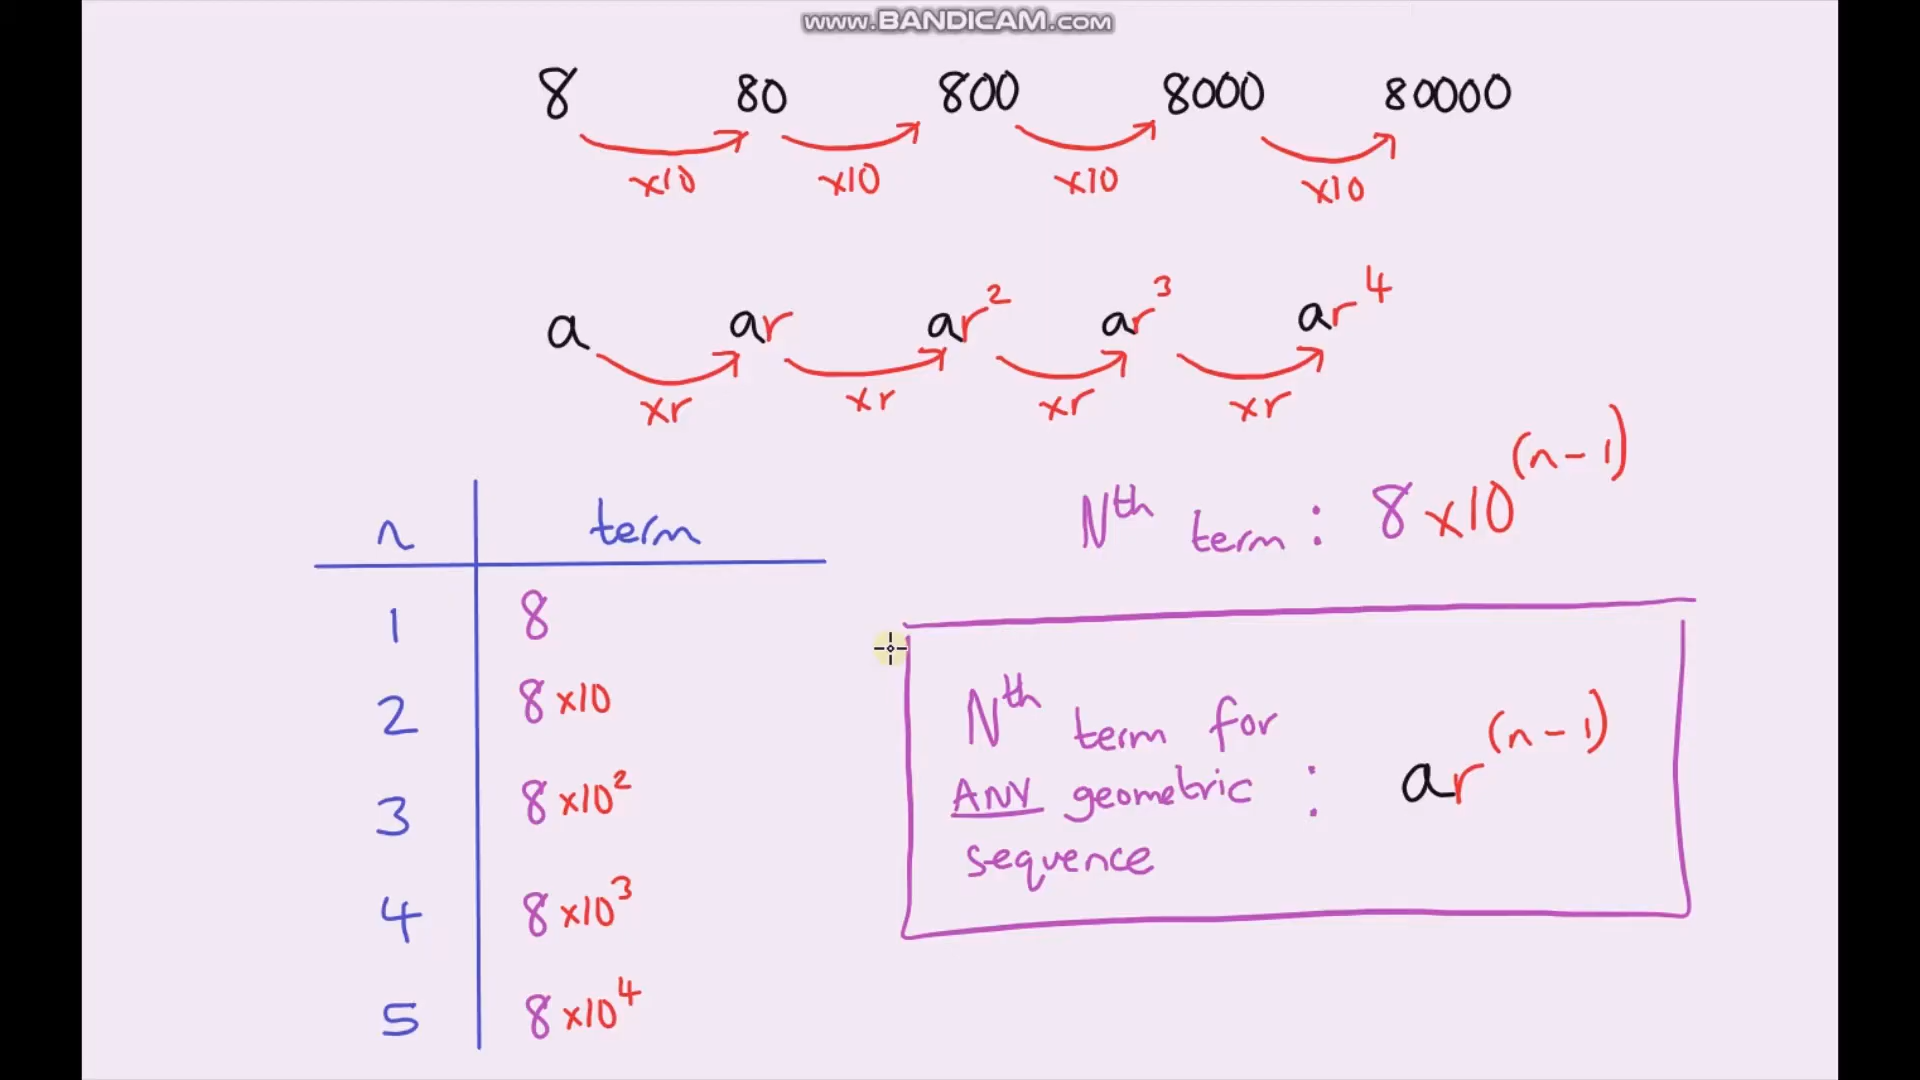 www.BANDICAM.com
8 80 800 8000 80000
x10 x10 x10 x10
a ar ar² ar³ ar⁴
xr xr xr xr
n term
1 8
2 8 x10
3 8 x10²
4 8 x10³
5 8 x10⁴
Nth term : 8 x10^(n-1)
Nth term for
ANY geometric : ar^(n-1)
sequence